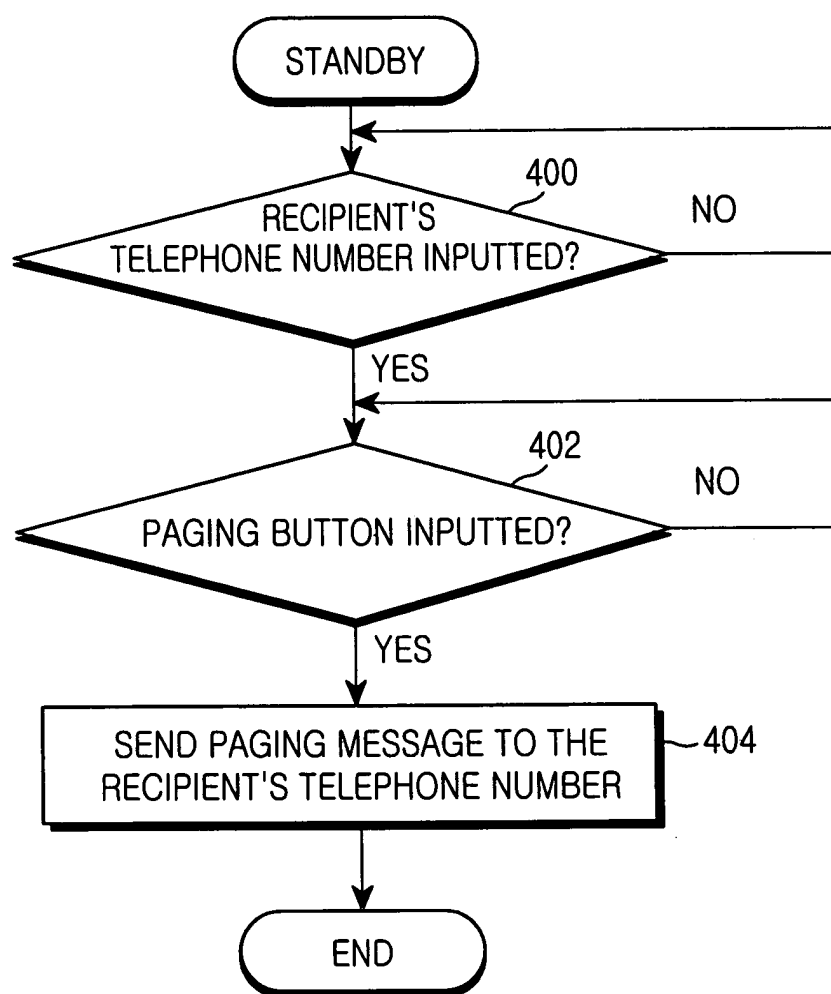 STANDBY
400
RECIPIENT'S
TELEPHONE NUMBER INPUTTED?
NO
YES
402
PAGING BUTTON INPUTTED?
NO
YES
SEND PAGING MESSAGE TO THE
RECIPIENT'S TELEPHONE NUMBER
404
END